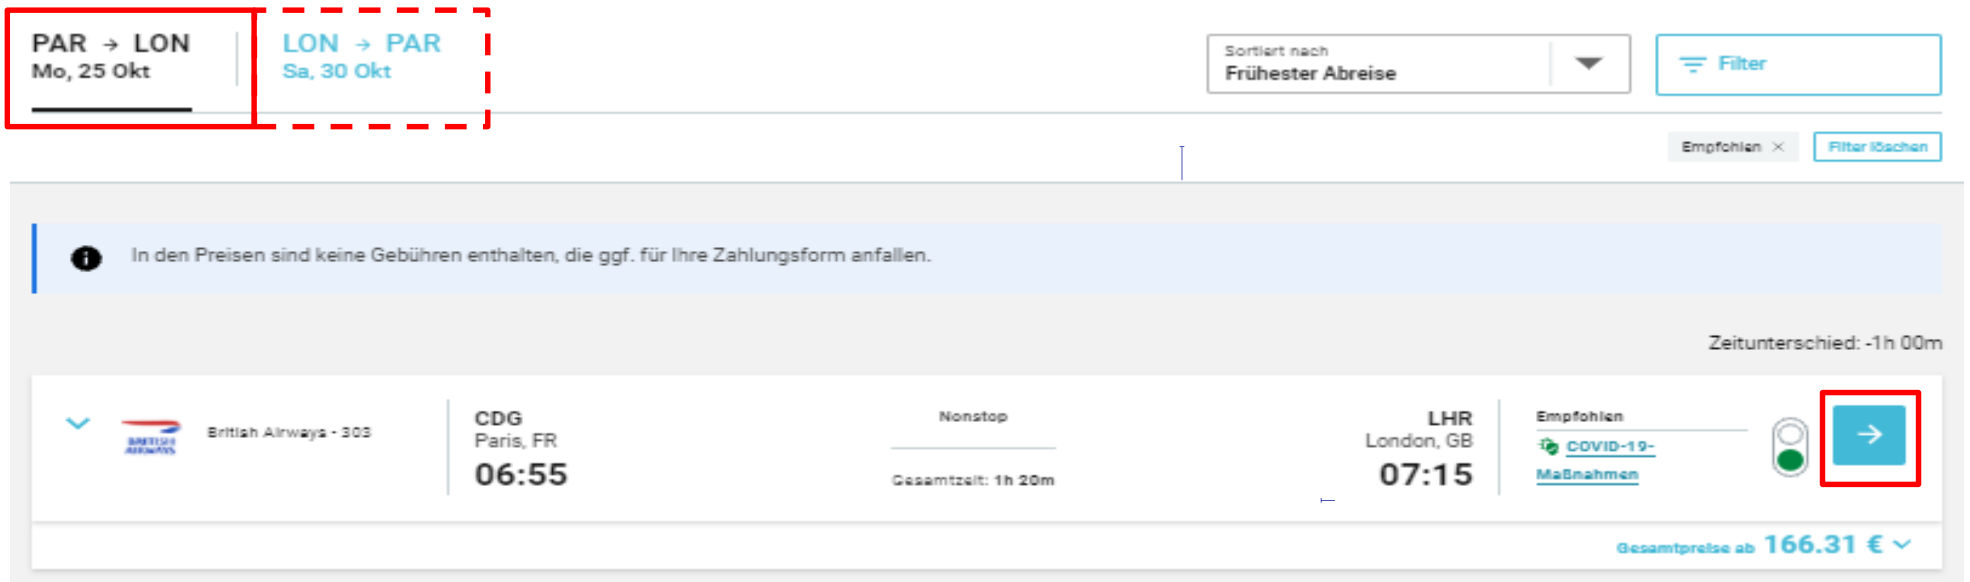 PAR → LON
Mo, 25 Okt
LON → PAR
Sa, 30 Okt
Sortiert nach
Frühester Abreise
Filter
Empfohlen ×
Filter löschen
In den Preisen sind keine Gebühren enthalten, die ggf. für Ihre Zahlungsform anfallen.
Zeitunterschied: -1h 00m
BRITISH
AIRWAYS
British Airways - 303
CDG
Paris, FR
06:55
Nonstop
Gesamtzeit: 1h 20m
LHR
London, GB
07:15
Empfohlen
COVID-19-
Maßnahmen
Gesamtpreise ab 166.31 €